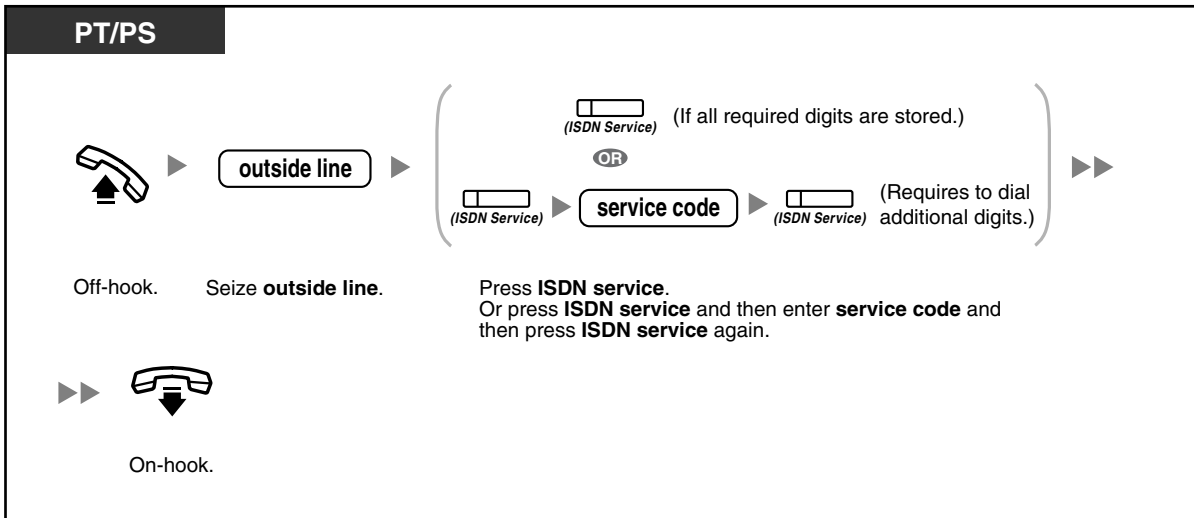 PT/PS
(ISDN Service) (If all required digits are stored.)
OR
outside line
(ISDN Service) service code (ISDN Service) (Requires to dial
additional digits.)
Off-hook. Seize outside line. Press ISDN service.
Or press ISDN service and then enter service code and
then press ISDN service again.
On-hook.